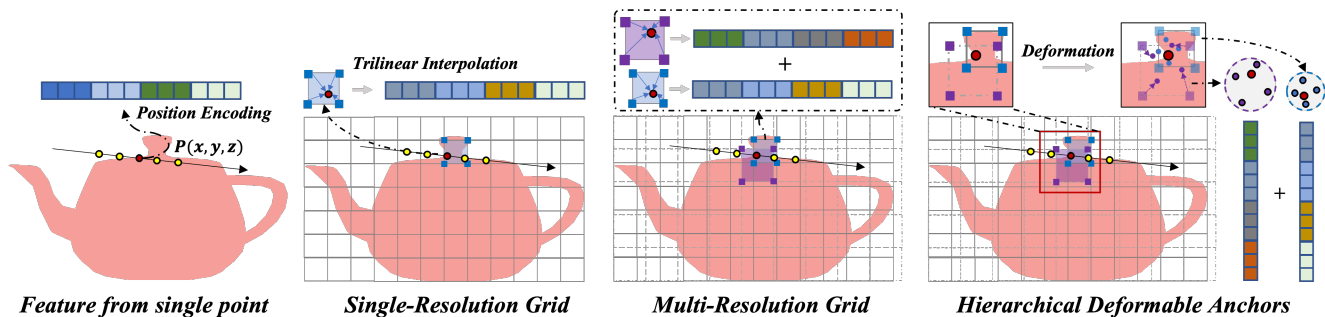 Position Encoding
P(x, y, z)
Feature from single point
Trilinear Interpolation
Single-Resolution Grid
+
Multi-Resolution Grid
Deformation
+
Hierarchical Deformable Anchors